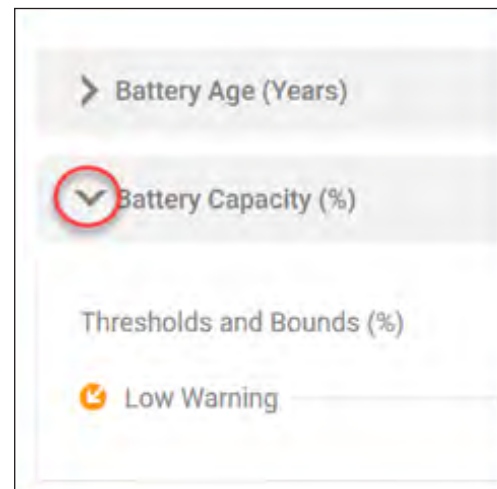 Battery Age (Years)
Battery Capacity (%)
Thresholds and Bounds (%)
Low Warning